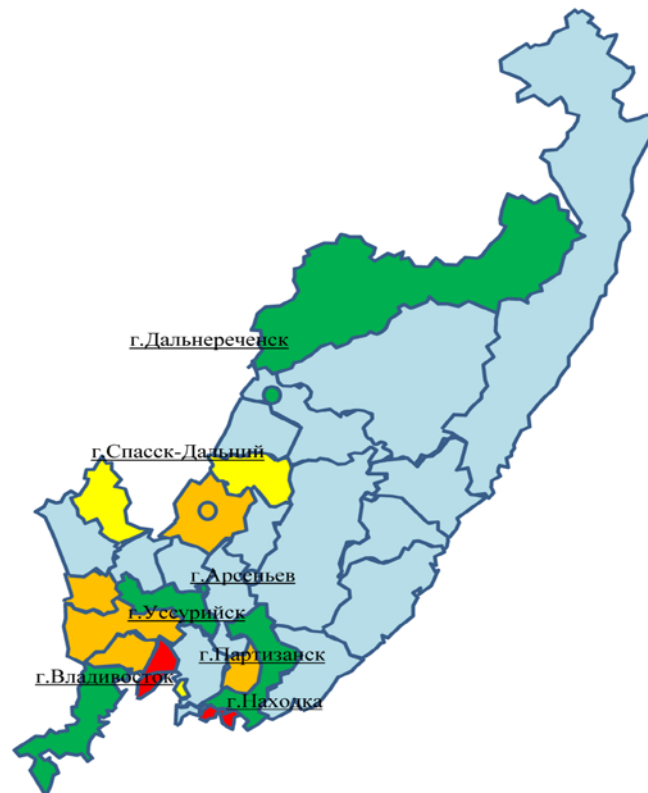 г.Дальнереченск
г.Спасск-Дальний
г.Арсеньев
г.Уссурийск
г.Партизанск
г.Владивосток
г.Находка